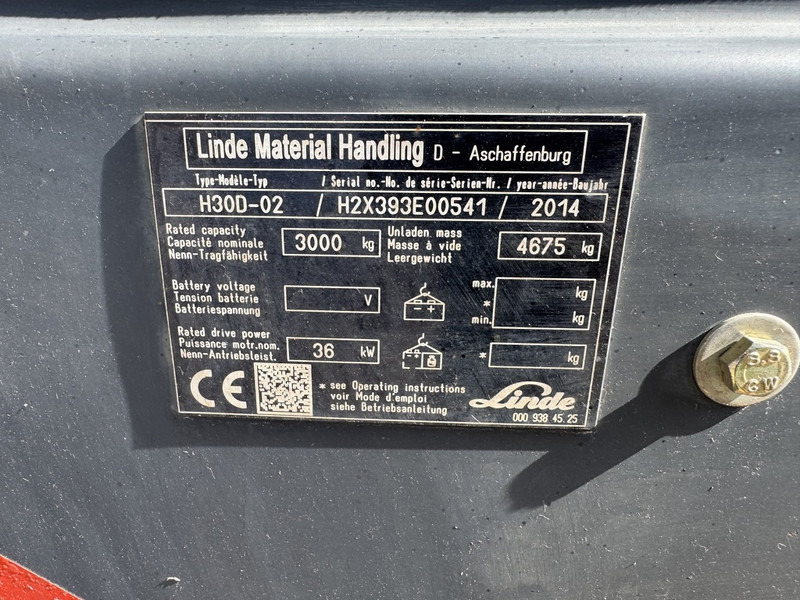 Linde Material Handling D - Aschaffenburg
Type-Modèle-Typ / Serial no.-No. de série-Serien-Nr. / year-année-Baujahr
H30D-02 / H2X393E00541 / 2014
Rated capacity
Capacité nominale
Nenn-Tragfähigkeit
3000 kg
Unladen mass
Masse à vide
Leergewicht
4675 kg
Battery voltage
Tension batterie
Batteriespannung
V
- +
max. kg
*
min. kg
Rated drive power
Puissance motr.nom.
Nenn-Antriebsleist.
36 kW
- +
* kg
CE
* see Operating instructions
voir Mode d'emploi
siehe Betriebsanleitung
Linde
000 938 45.25